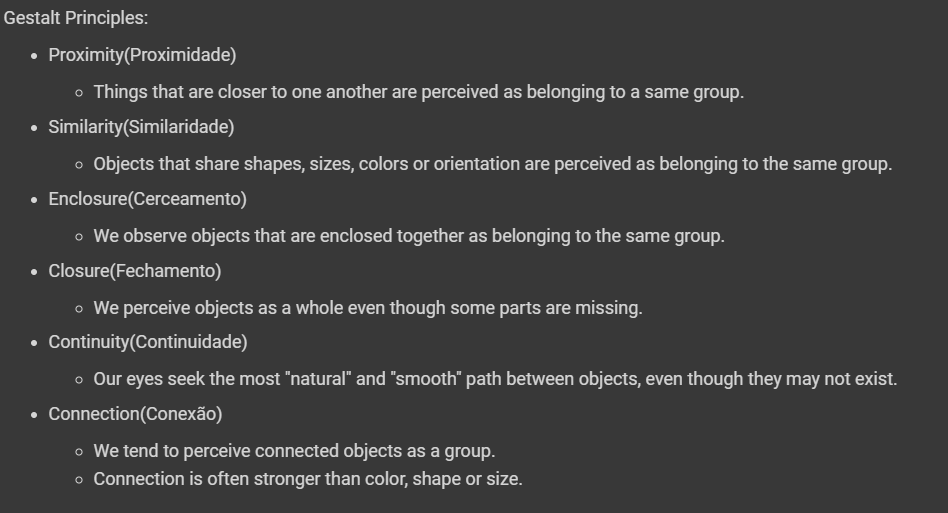 Gestalt Principles:
• Proximity(Proximidade)
◦ Things that are closer to one another are perceived as belonging to a same group.
• Similarity(Similaridade)
◦ Objects that share shapes, sizes, colors or orientation are perceived as belonging to the same group.
• Enclosure(Cerceamento)
◦ We observe objects that are enclosed together as belonging to the same group.
• Closure(Fechamento)
◦ We perceive objects as a whole even though some parts are missing.
• Continuity(Continuidade)
◦ Our eyes seek the most "natural" and "smooth" path between objects, even though they may not exist.
• Connection(Conexão)
◦ We tend to perceive connected objects as a group.
◦ Connection is often stronger than color, shape or size.